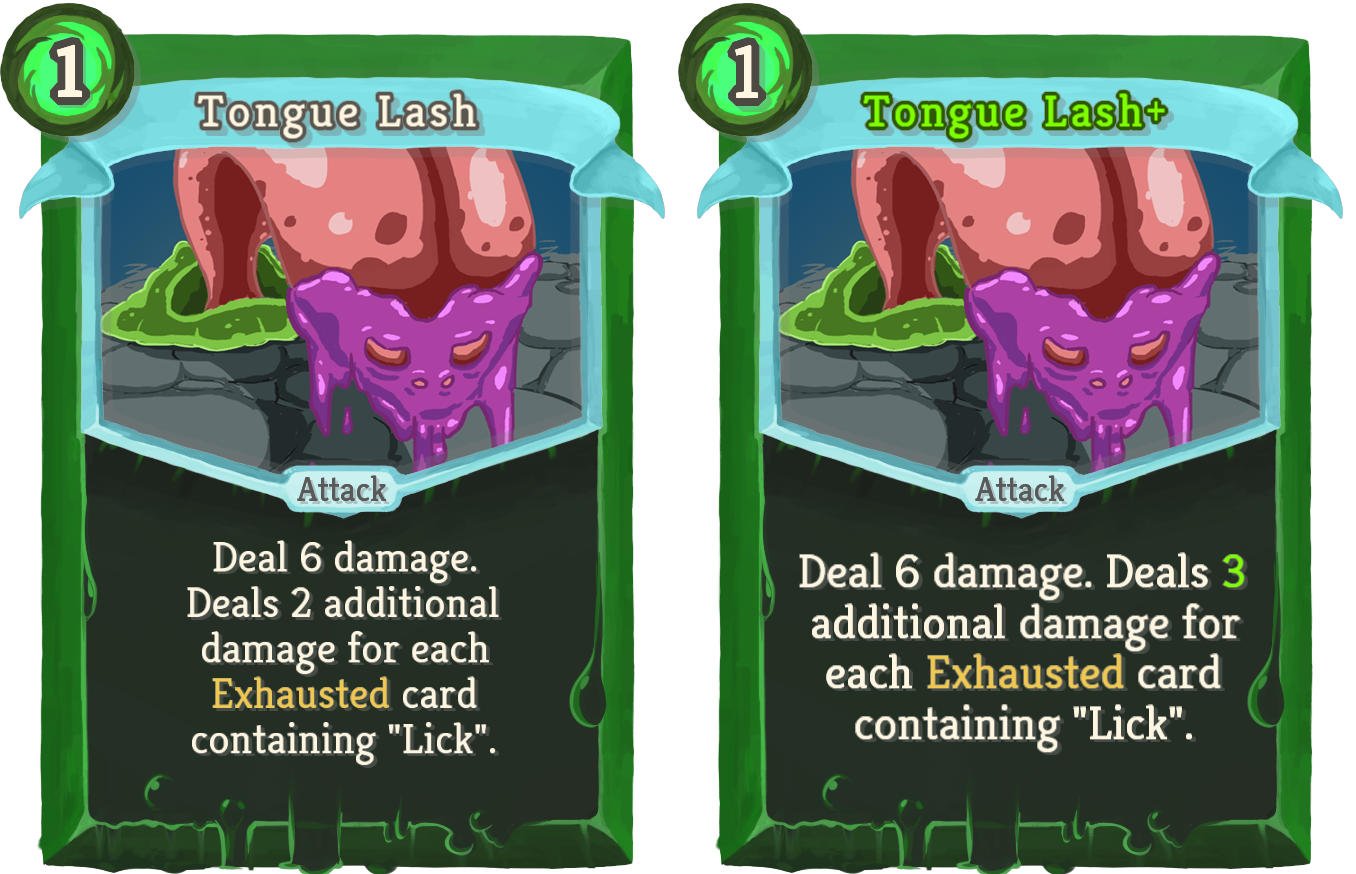 1
Tongue Lash
Attack
Deal 6 damage.
Deals 2 additional
damage for each
Exhausted card
containing "Lick".
1
Tongue Lash+
Attack
Deal 6 damage. Deals 3
additional damage for
each Exhausted card
containing "Lick".